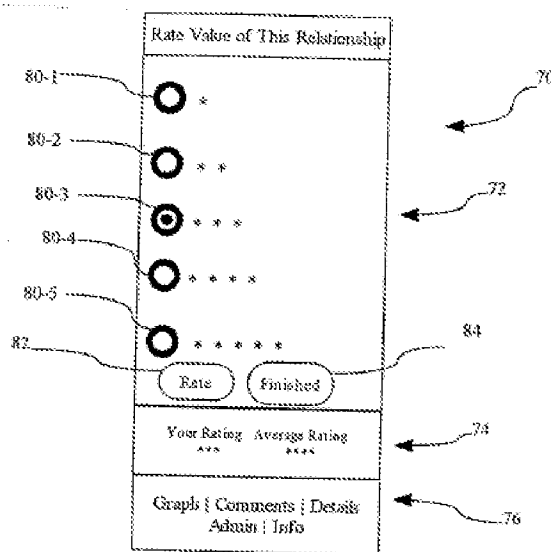 Rate Value of This Relationship
80-1
*
70
80-2
* *
80-3
* * *
72
80-4
* * * *
80-5
* * * * *
82
84
Rate
Finished
Your Rating Average Rating
*** ****
74
Graph | Comments | Details
Admin | Info
76